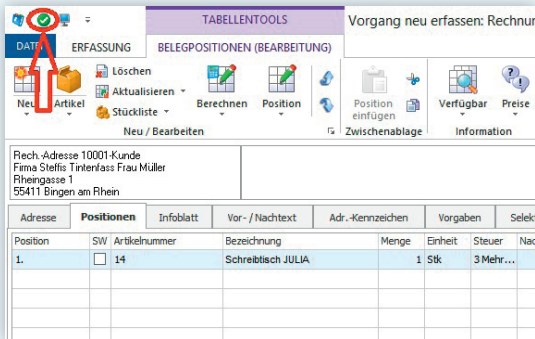 TABELLENTOOLS
Vorgang neu erfassen: Rechnu
ERFASSUNG
BELEGPOSITIONEN (BEARBEITUNG)
Löschen
Aktualisieren
Stückliste
Neu
Artikel
Berechnen
Position
Position
einfügen
Verfügbar
Preise
Neu / Bearbeiten
Zwischenablage
Information
Rech.-Adresse 10001-Kunde
Firma Steffis Tintenfass Frau Müller
Rheingasse 1
55411 Bingen am Rhein
Adresse
Positionen
Infoblatt
Vor- / Nachtext
Adr.-Kennzeichen
Vorgaben
Selekt
Position
SW
Artikelnummer
Bezeichnung
Menge
Einheit
Steuer
Nac
1.
14
Schreibtisch JULIA
1
Stk
3 Mehr...